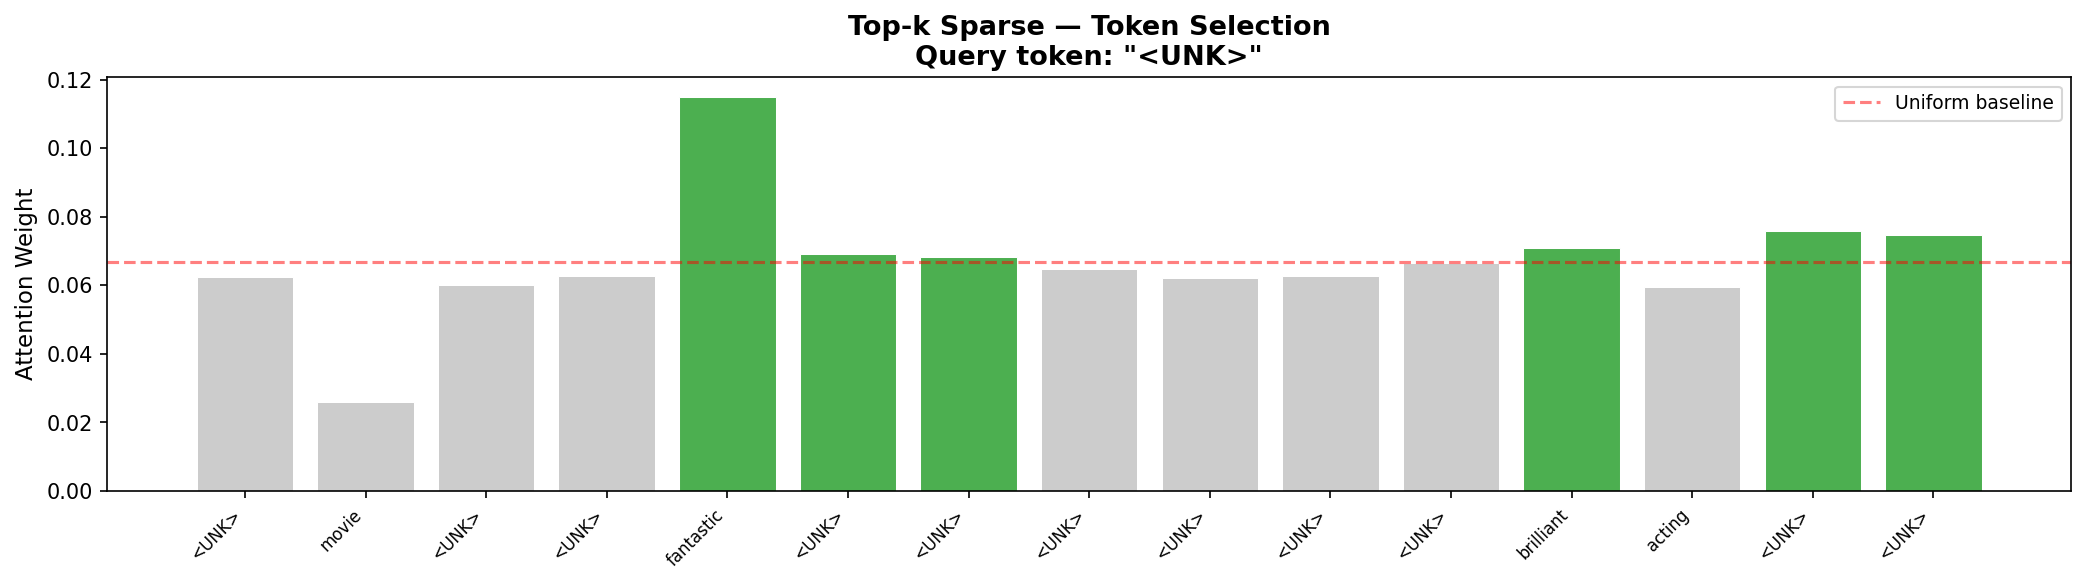 Top-k Sparse — Token Selection
Query token: "<UNK>"
Uniform baseline
Attention Weight
0.12
0.10
0.08
0.06
0.04
0.02
0.00
<UNK>
movie
<UNK>
<UNK>
fantastic
<UNK>
<UNK>
<UNK>
<UNK>
<UNK>
<UNK>
brilliant
acting
<UNK>
<UNK>